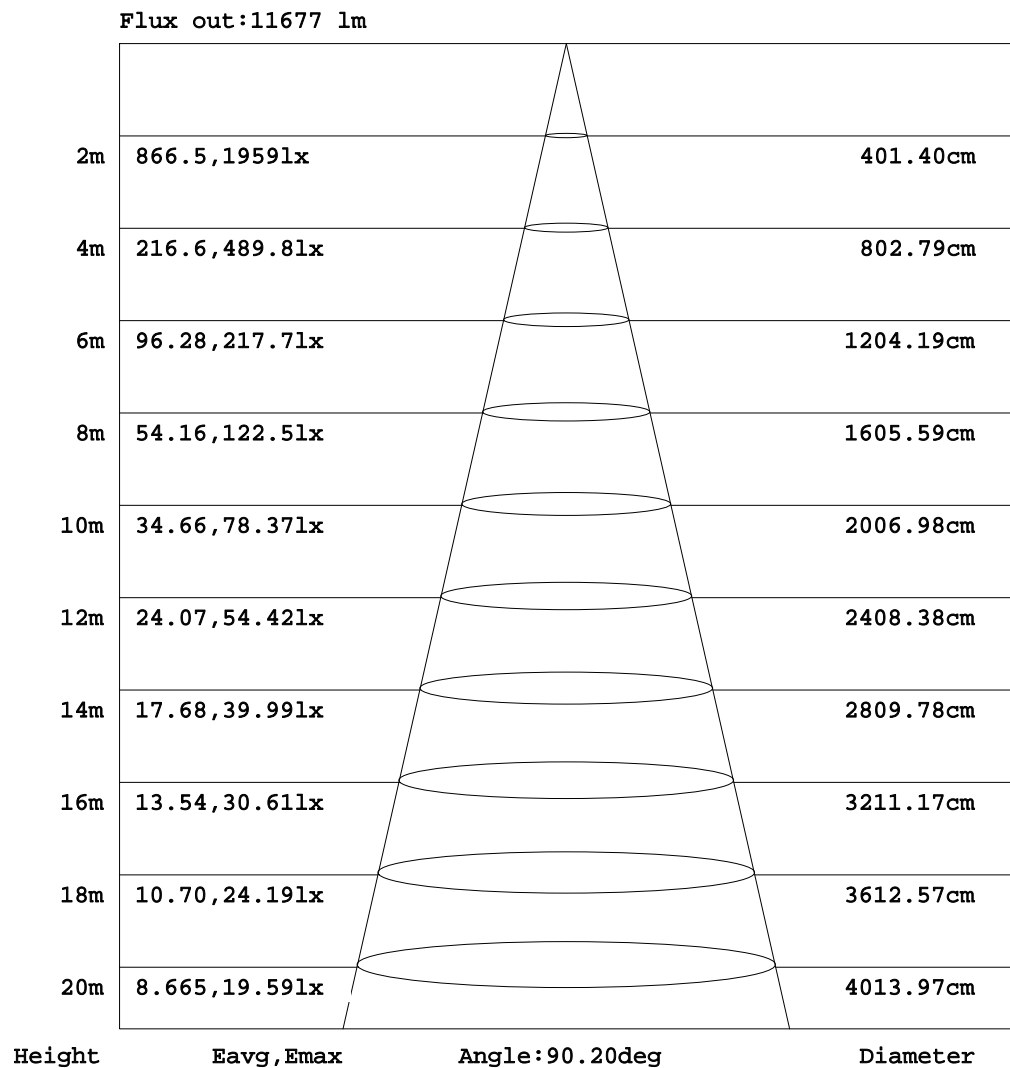 Flux out:11677 lm
2m 866.5,1959lx 401.40cm
4m 216.6,489.8lx 802.79cm
6m 96.28,217.7lx 1204.19cm
8m 54.16,122.5lx 1605.59cm
10m 34.66,78.37lx 2006.98cm
12m 24.07,54.42lx 2408.38cm
14m 17.68,39.99lx 2809.78cm
16m 13.54,30.61lx 3211.17cm
18m 10.70,24.19lx 3612.57cm
20m 8.665,19.59lx 4013.97cm
Height Eavg,Emax Angle:90.20deg Diameter